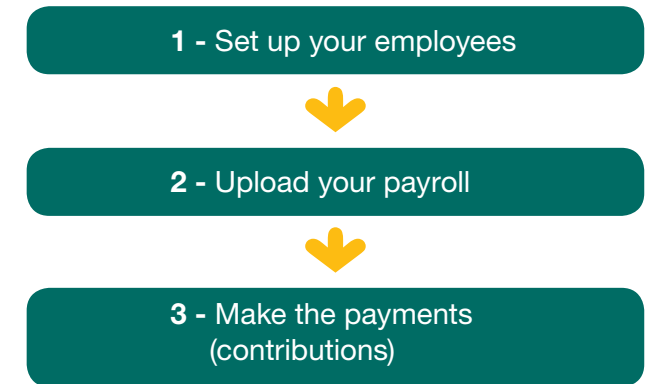 1 - Set up your employees
2 - Upload your payroll
3 - Make the payments
(contributions)